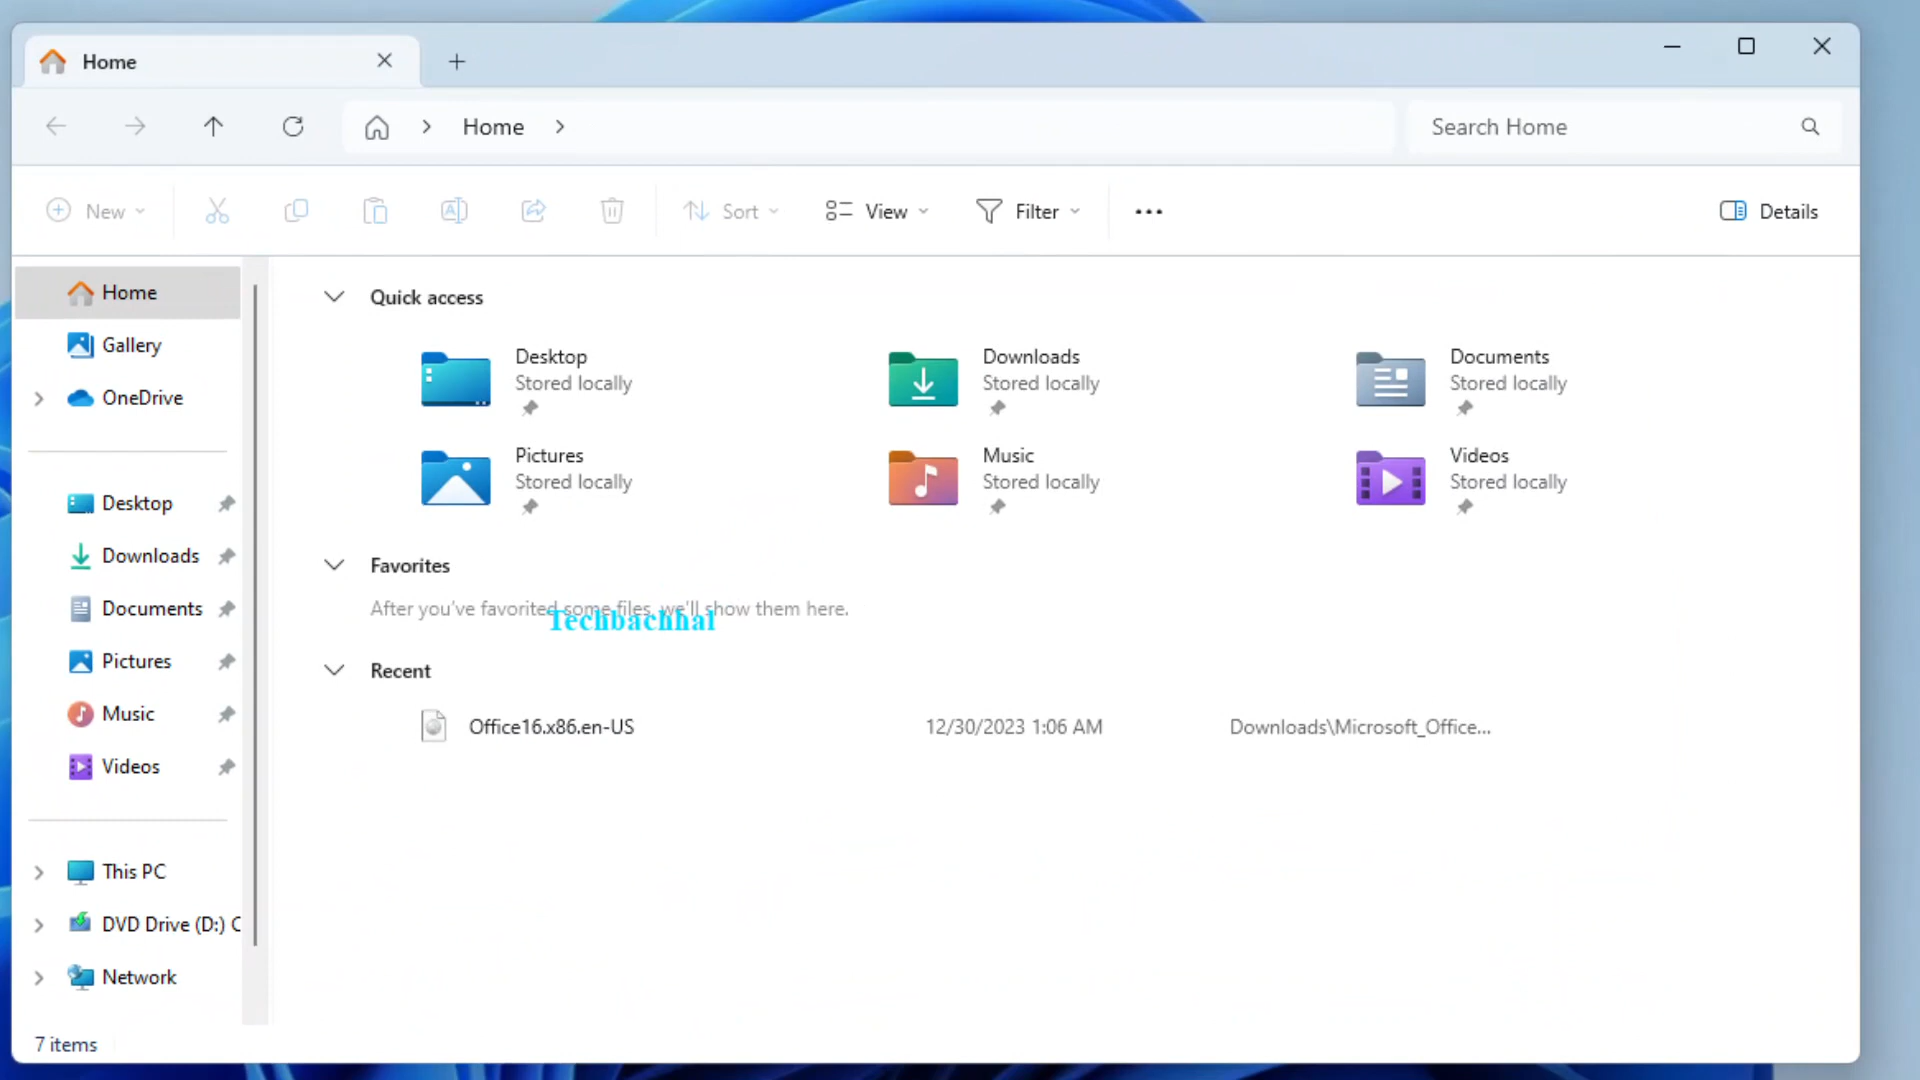 Home
Home
Search Home
New
Sort
View
Filter
Details
Home
Gallery
OneDrive
Desktop
Downloads
Documents
Pictures
Music
Videos
This PC
DVD Drive (D:) C
Network
Quick access
Desktop
Stored locally
Downloads
Stored locally
Documents
Stored locally
Pictures
Stored locally
Music
Stored locally
Videos
Stored locally
Favorites
After you've favorited some files, we'll show them here.
Techbachhal
Recent
Office16.x86.en-US 12/30/2023 1:06 AM Downloads\Microsoft_Office...
7 items